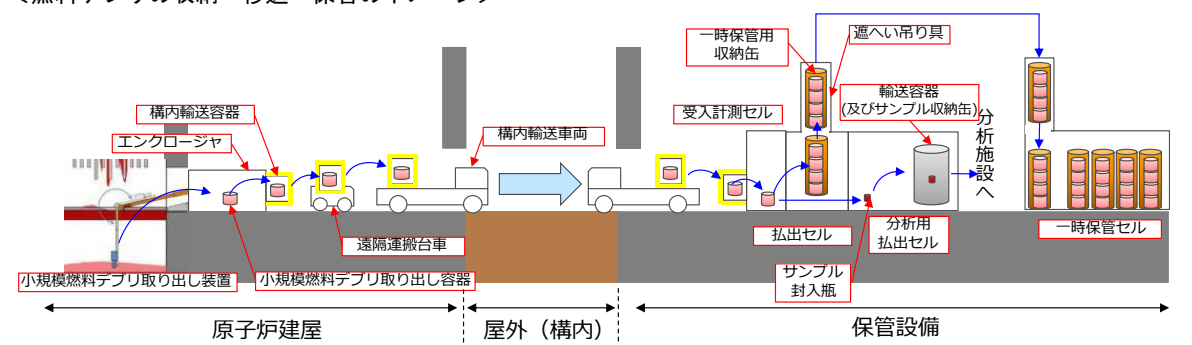 一時保管用
収納缶
遮へい吊り具
構内輸送容器
エンクロージャ
構内輸送車両
受入計測セル
輸送容器
(及びサンプル収納缶)
分析施設へ
遠隔運搬台車
払出セル
分析用
払出セル
一時保管セル
小規模燃料デブリ取り出し装置
小規模燃料デブリ取り出し容器
サンプル
封入瓶
原子炉建屋
屋外（構内）
保管設備